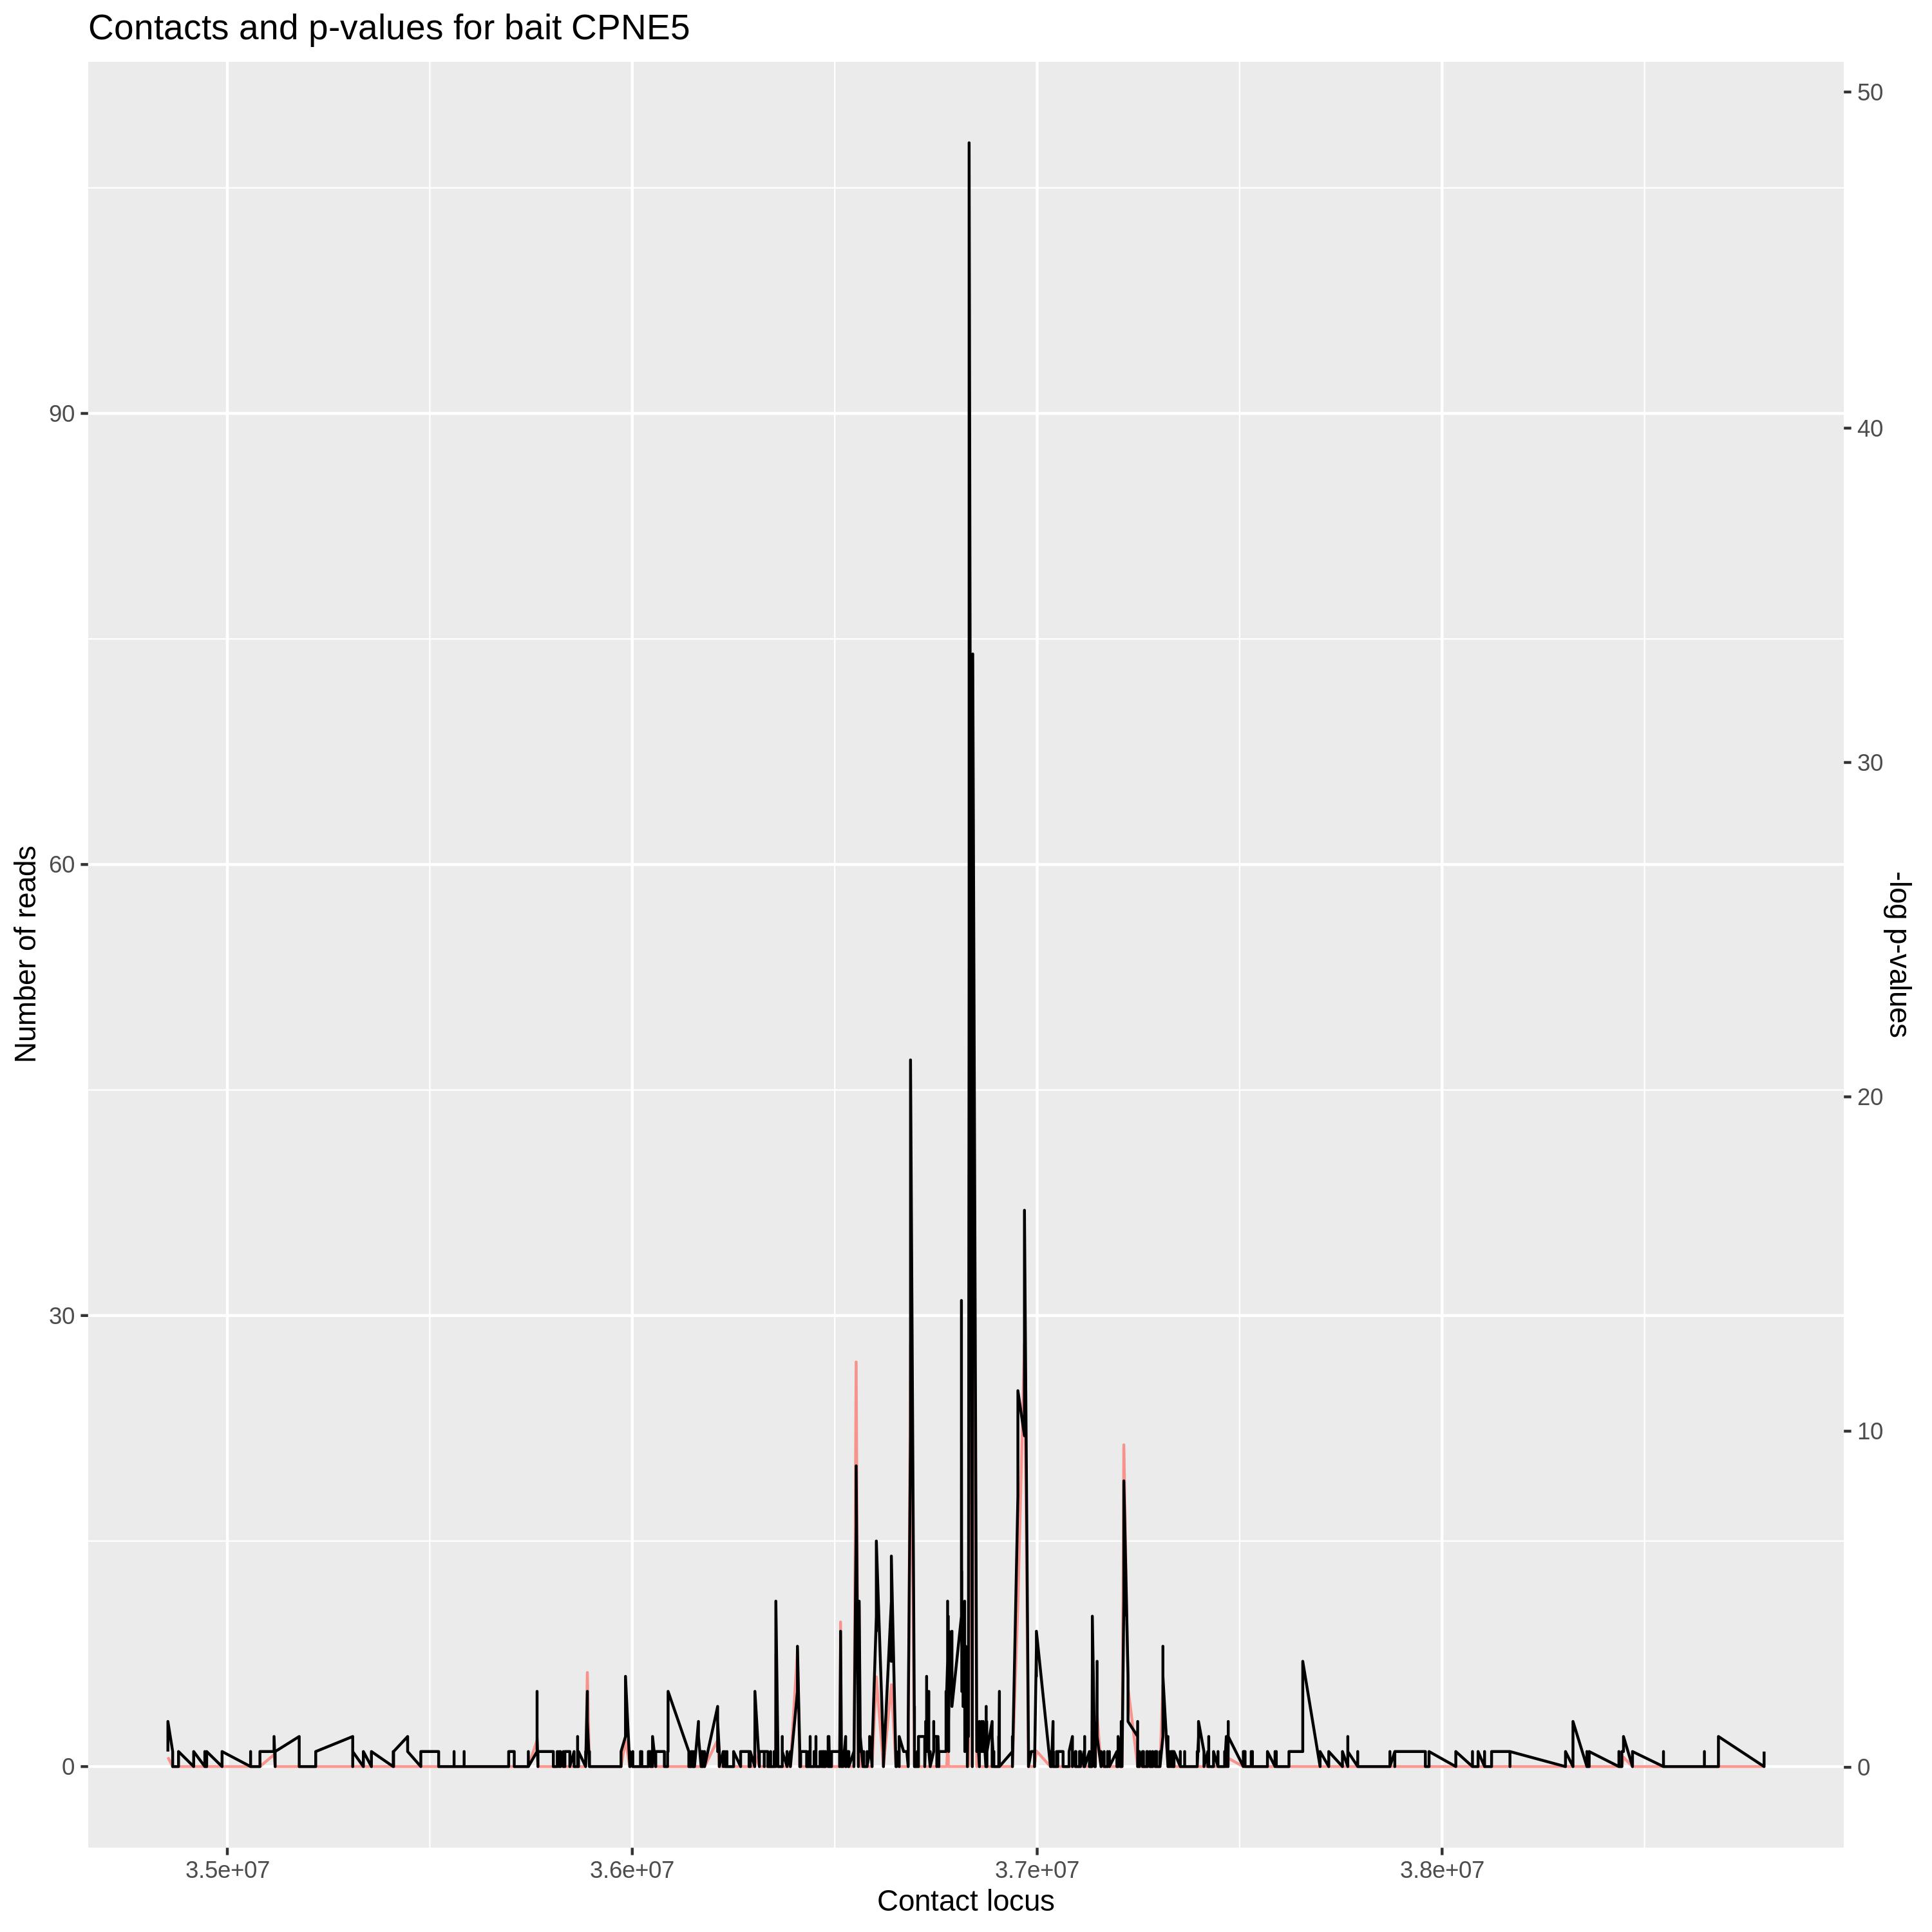 Contacts and p-values for bait CPNE5
50
90
40
30
60
Number of reads
-log p-values
20
30
10
0
0
3.5e+07
3.6e+07
3.7e+07
3.8e+07
Contact locus